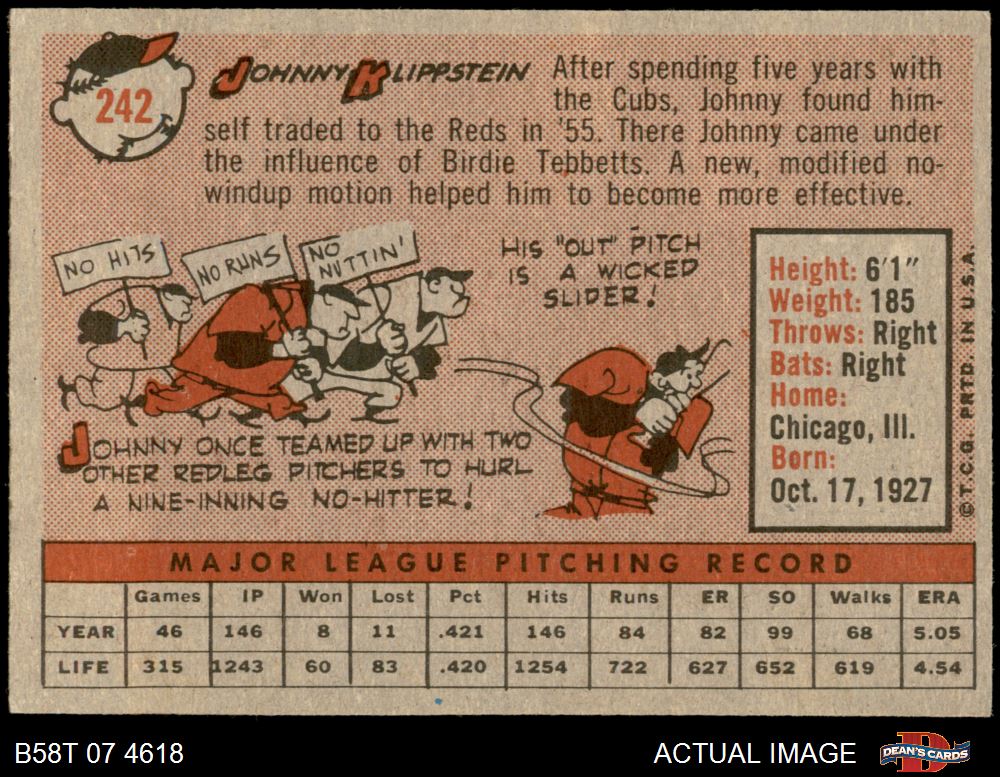 242
JOHNNY KLIPPSTEIN After spending five years with
the Cubs, Johnny found him-
self traded to the Reds in '55. There Johnny came under
the influence of Birdie Tebbetts. A new, modified no-
windup motion helped him to become more effective.
NO HITS
NO RUNS
NO NUTTIN'
JOHNNY ONCE TEAMED UP WITH TWO
OTHER REDLEG PITCHERS TO HURL
A NINE-INNING NO-HITTER!
HIS "OUT" PITCH
IS A WICKED
SLIDER!
Height: 6'1"
Weight: 185
Throws: Right
Bats: Right
Home:
Chicago, Ill.
Born:
Oct. 17, 1927
© T.C.G. PRTD. IN U.S.A.
MAJOR LEAGUE PITCHING RECORD
Games IP Won Lost Pct Hits Runs ER SO Walks ERA
YEAR 46 146 8 11 .421 146 84 82 99 68 5.05
LIFE 315 1243 60 83 .420 1254 722 627 652 619 4.54
B58T 07 4618
ACTUAL IMAGE
DEAN'S CARDS